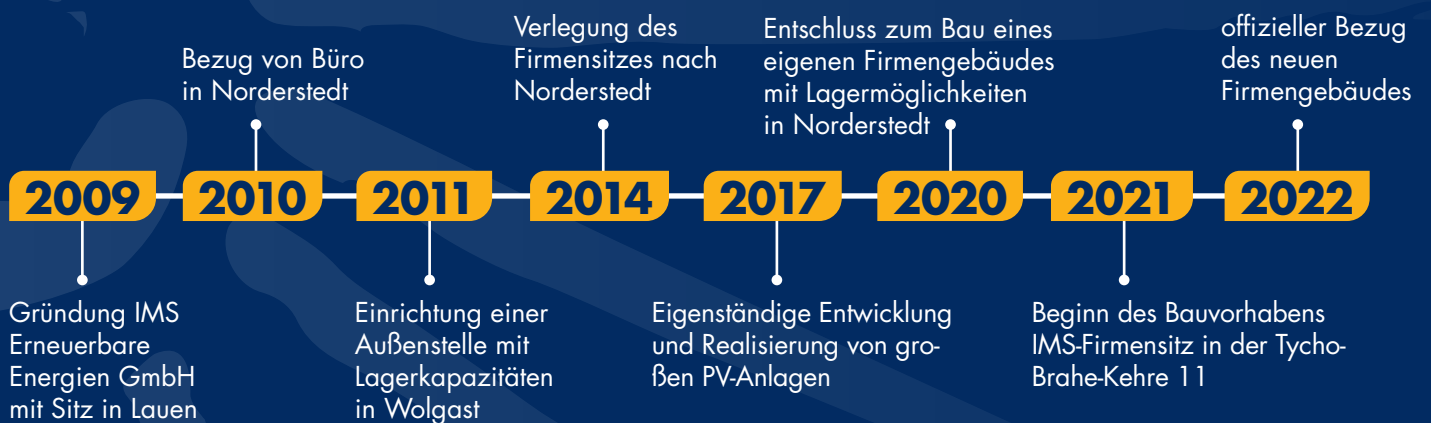 Bezug von Büro
in Norderstedt
Verlegung des
Firmensitzes nach
Norderstedt
Entschluss zum Bau eines
eigenen Firmengebäudes
mit Lagermöglichkeiten
in Norderstedt
offizieller Bezug
des neuen
Firmengebäudes
2009
2010
2011
2014
2017
2020
2021
2022
Gründung IMS
Erneuerbare
Energien GmbH
mit Sitz in Lauen
Einrichtung einer
Außenstelle mit
Lagerkapazitäten
in Wolgast
Eigenständige Entwicklung
und Realisierung von gro-
ßen PV-Anlagen
Beginn des Bauvorhabens
IMS-Firmensitz in der Tycho-
Brahe-Kehre 11